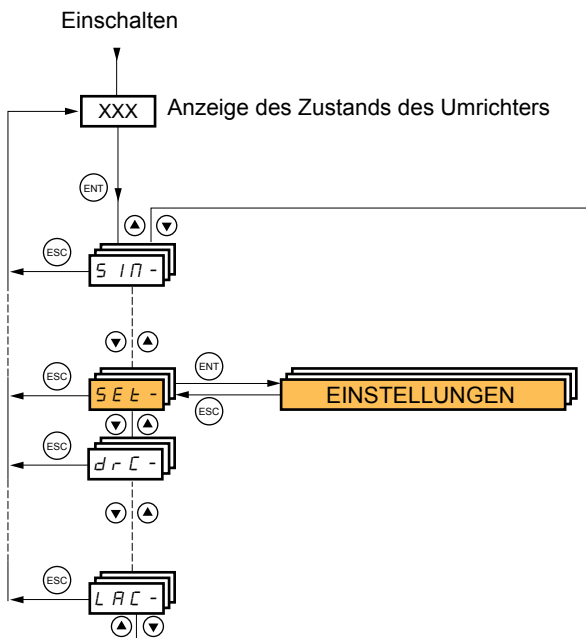 Einschalten
XXX Anzeige des Zustands des Umrichters
ENT
ESC
SIM-
ESC
SEt-
ENT
EINSTELLUNGEN
ESC
ESC
drC-
ESC
LAC-